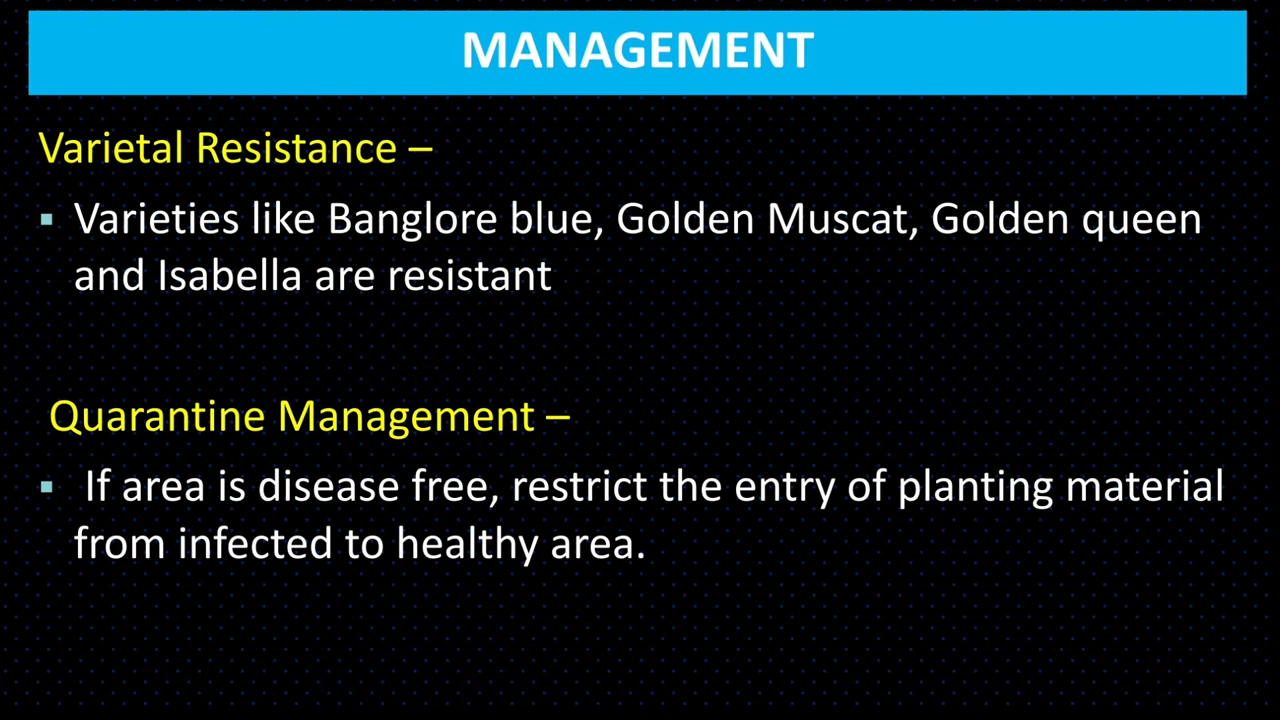 MANAGEMENT
Varietal Resistance –
▪ Varieties like Banglore blue, Golden Muscat, Golden queen
and Isabella are resistant
Quarantine Management –
▪ If area is disease free, restrict the entry of planting material
from infected to healthy area.